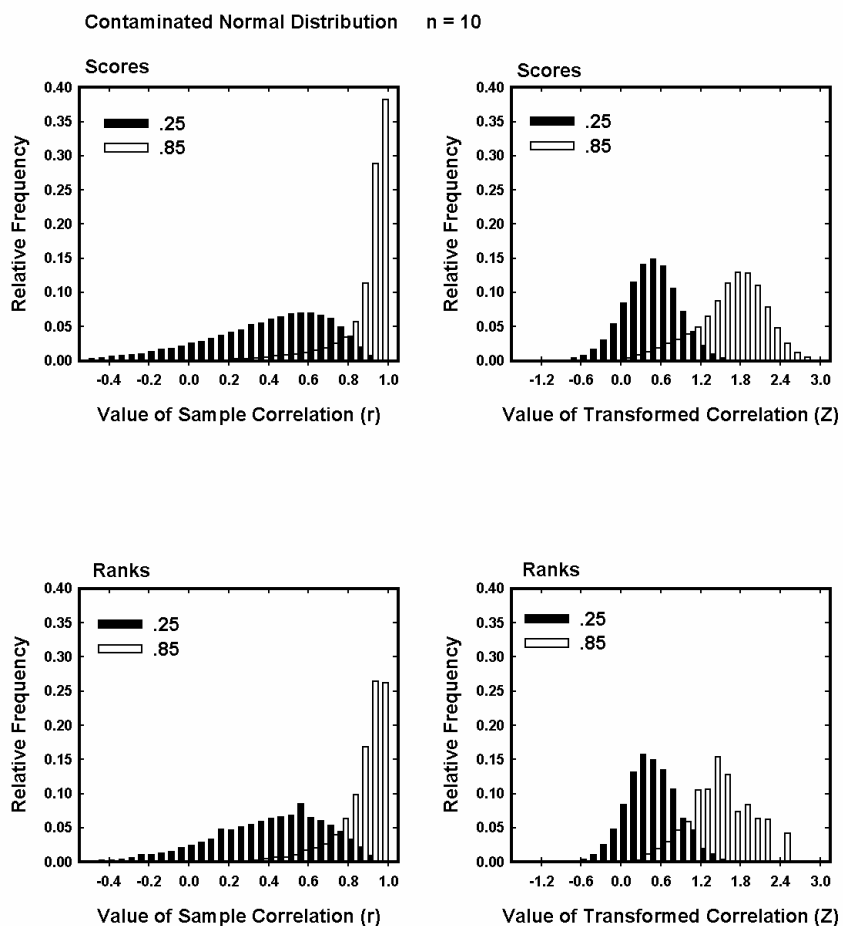 Contaminated Normal Distribution n = 10
Scores
0.40
0.35
0.30
0.25
0.20
0.15
0.10
0.05
0.00
Relative Frequency
.25
.85
-0.4 -0.2 0.0 0.2 0.4 0.6 0.8 1.0
Value of Sample Correlation (r)
Scores
0.40
0.35
0.30
0.25
0.20
0.15
0.10
0.05
0.00
Relative Frequency
.25
.85
-1.2 -0.6 0.0 0.6 1.2 1.8 2.4 3.0
Value of Transformed Correlation (Z)
Ranks
0.40
0.35
0.30
0.25
0.20
0.15
0.10
0.05
0.00
Relative Frequency
.25
.85
-0.4 -0.2 0.0 0.2 0.4 0.6 0.8 1.0
Value of Sample Correlation (r)
Ranks
0.40
0.35
0.30
0.25
0.20
0.15
0.10
0.05
0.00
Relative Frequency
.25
.85
-1.2 -0.6 0.0 0.6 1.2 1.8 2.4 3.0
Value of Transformed Correlation (Z)